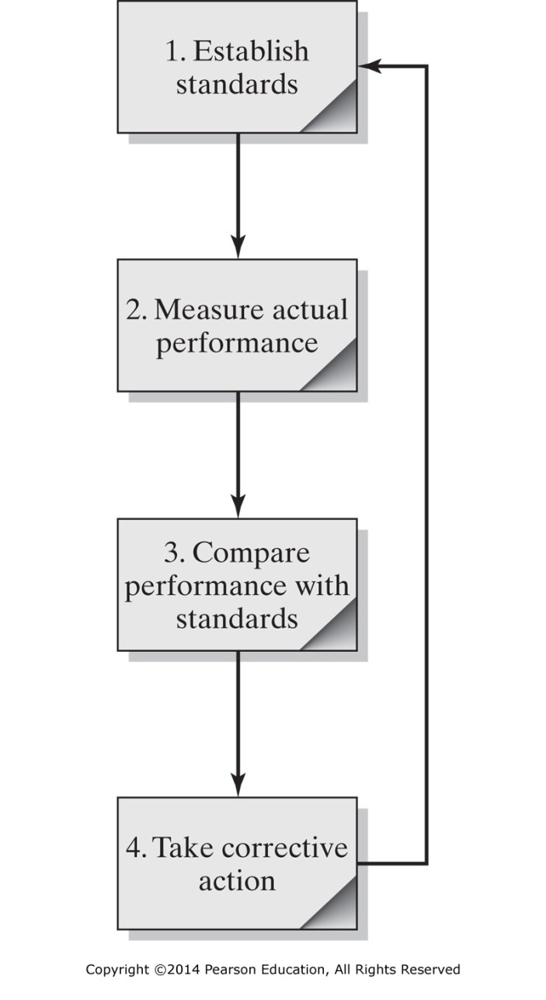 1. Establish
standards
2. Measure actual
performance
3. Compare
performance with
standards
4. Take corrective
action
Copyright ©2014 Pearson Education, All Rights Reserved